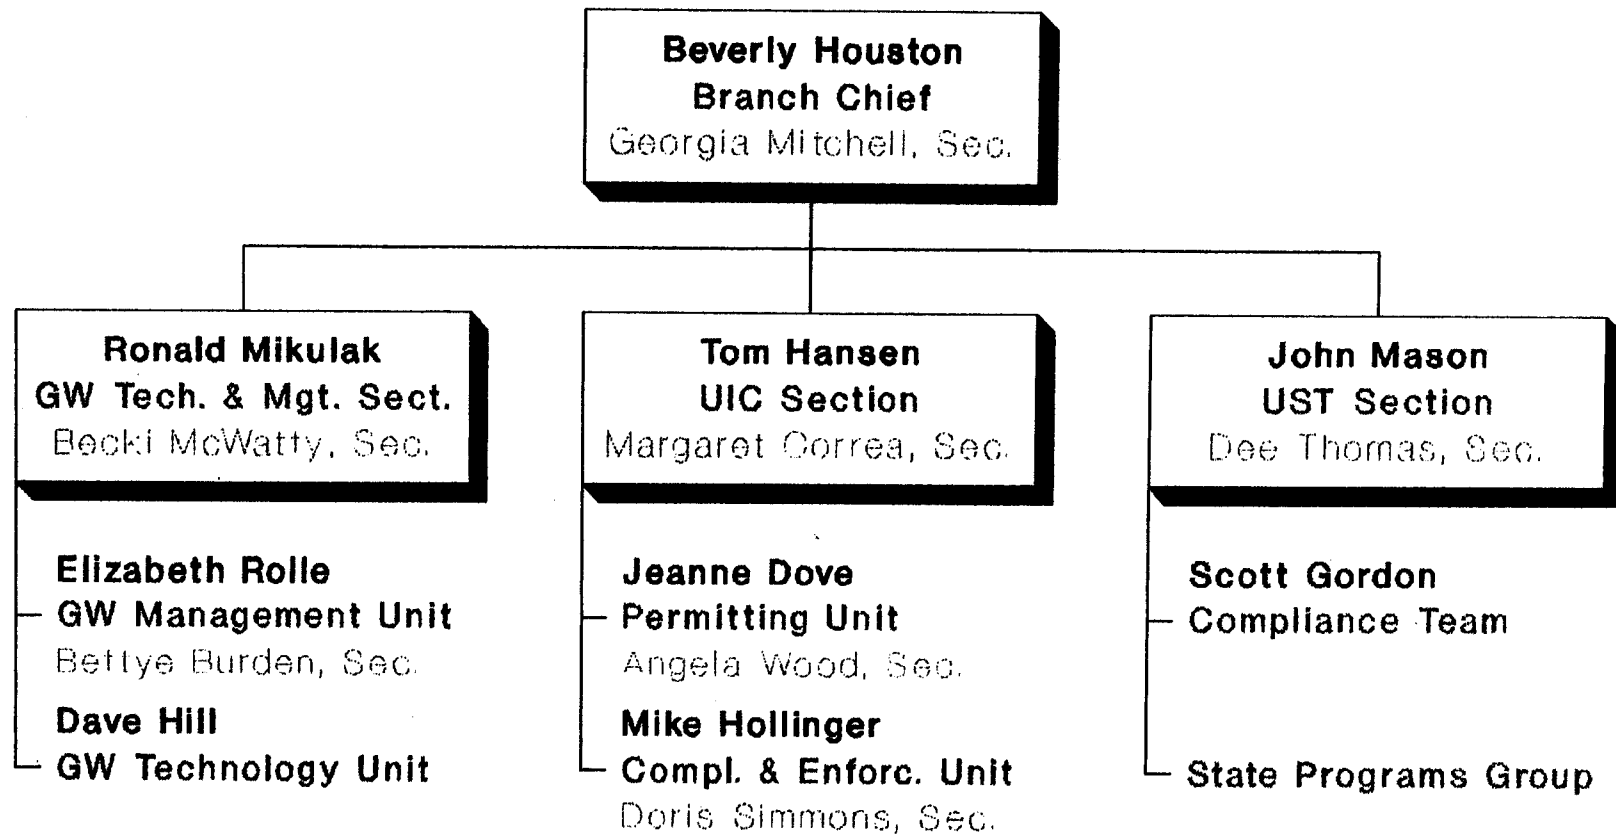 Beverly Houston
Branch Chief
Georgia Mitchell, Sec.
Ronald Mikulak
GW Tech. & Mgt. Sect.
Becki McWatty, Sec.
Elizabeth Rolle
GW Management Unit
Bettye Burden, Sec.
Dave Hill
GW Technology Unit
Tom Hansen
UIC Section
Margaret Correa, Sec.
Jeanne Dove
Permitting Unit
Angela Wood, Sec.
Mike Hollinger
Compl. & Enforc. Unit
Doris Simmons, Sec.
John Mason
UST Section
Dee Thomas, Sec.
Scott Gordon
Compliance Team
State Programs Group